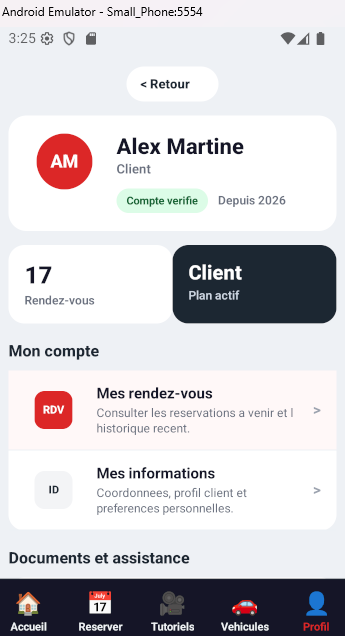 Android Emulator - Small_Phone:5554
3:25
< Retour
AM
Alex Martine
Client
Compte verifie
Depuis 2026
17
Rendez-vous
Client
Plan actif
Mon compte
RDV
Mes rendez-vous
Consulter les reservations a venir et l
historique recent.
>
ID
Mes informations
Coordonnees, profil client et
preferences personnelles.
>
Documents et assistance
17
Accueil
Reserver
Tutoriels
Vehicules
Profil